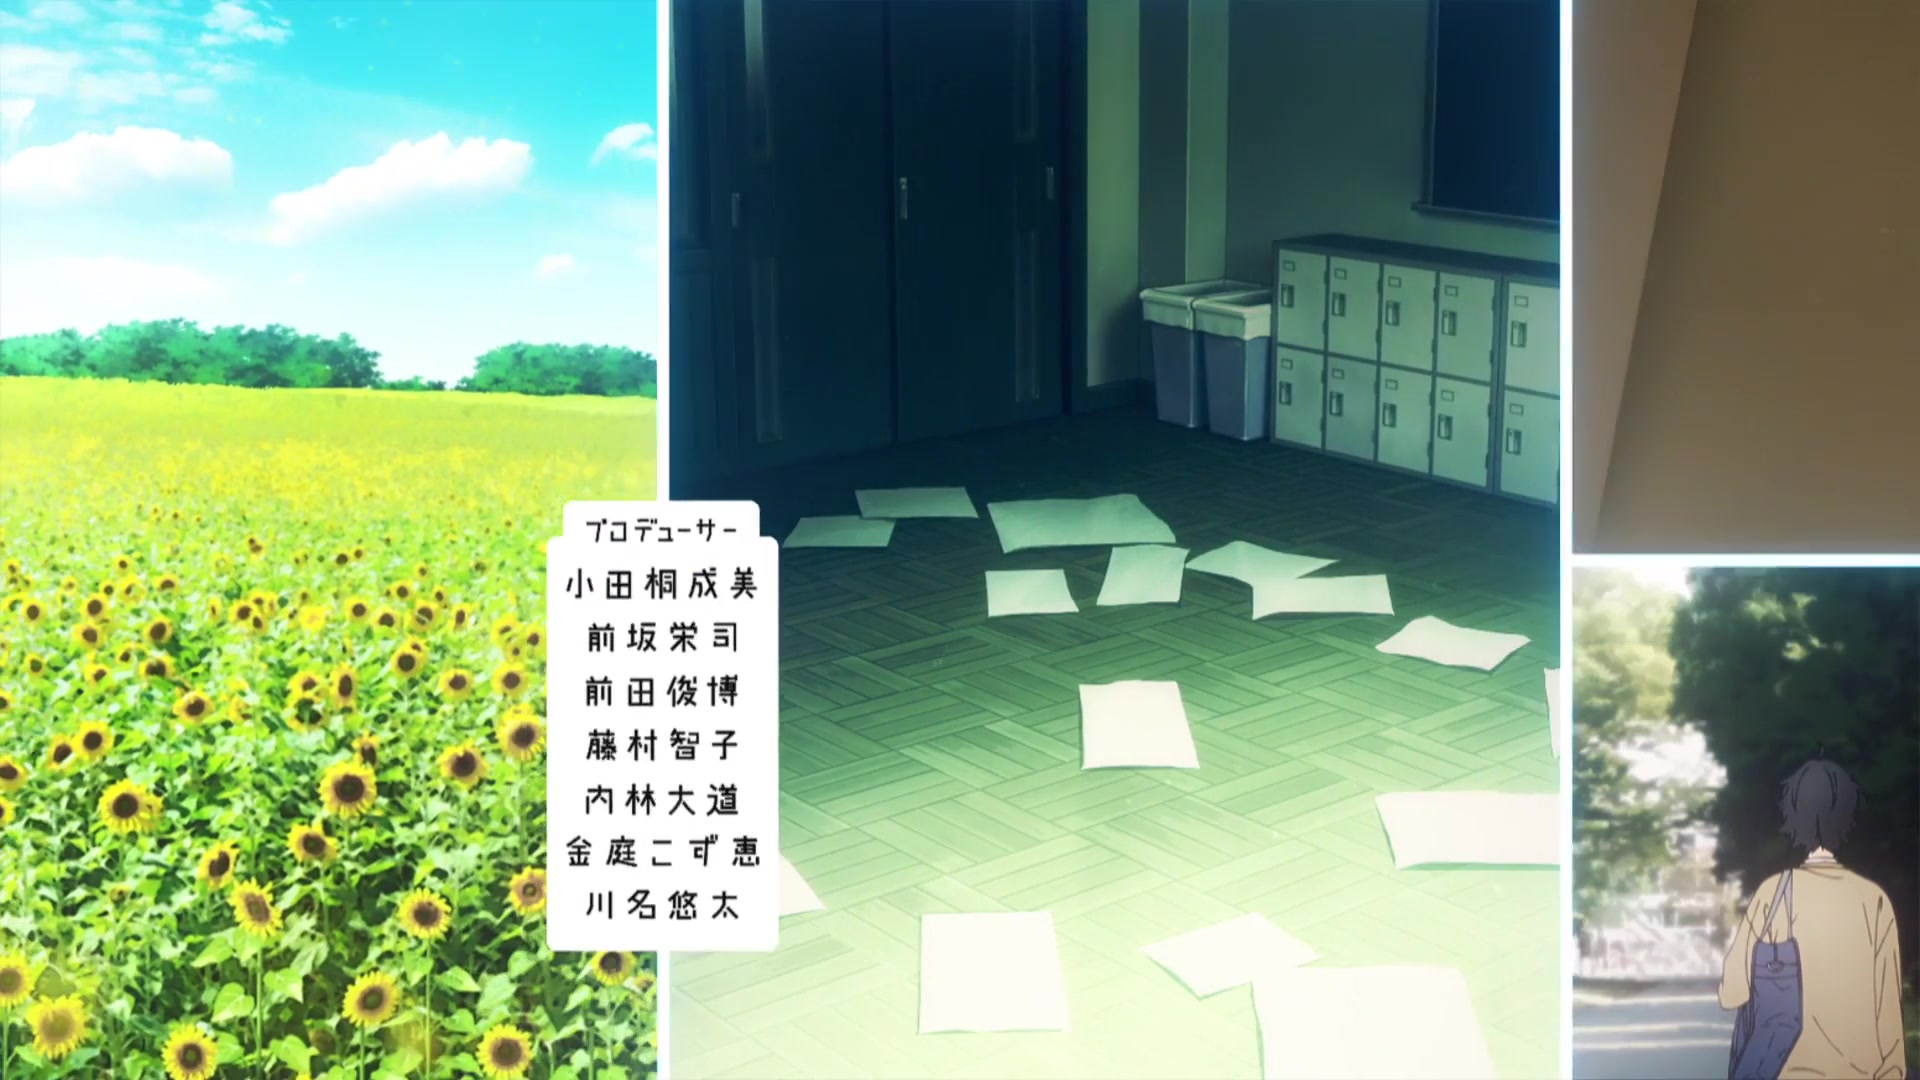 プロデューサー
小田桐成美
前坂栄司
前田俊博
藤村智子
内林大道
金庭こず恵
川名悠太